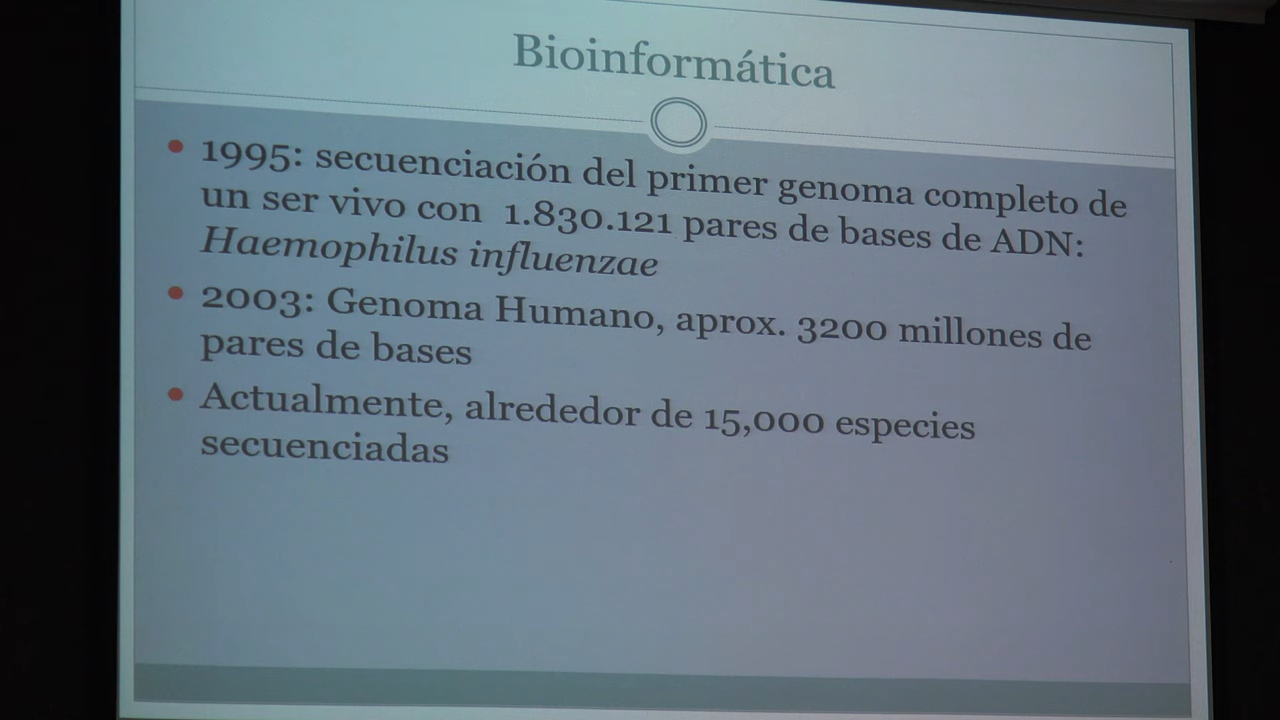 Bioinformática
• 1995: secuenciación del primer genoma completo de
un ser vivo con 1.830.121 pares de bases de ADN:
Haemophilus influenzae
• 2003: Genoma Humano, aprox. 3200 millones de
pares de bases
• Actualmente, alrededor de 15,000 especies
secuenciadas